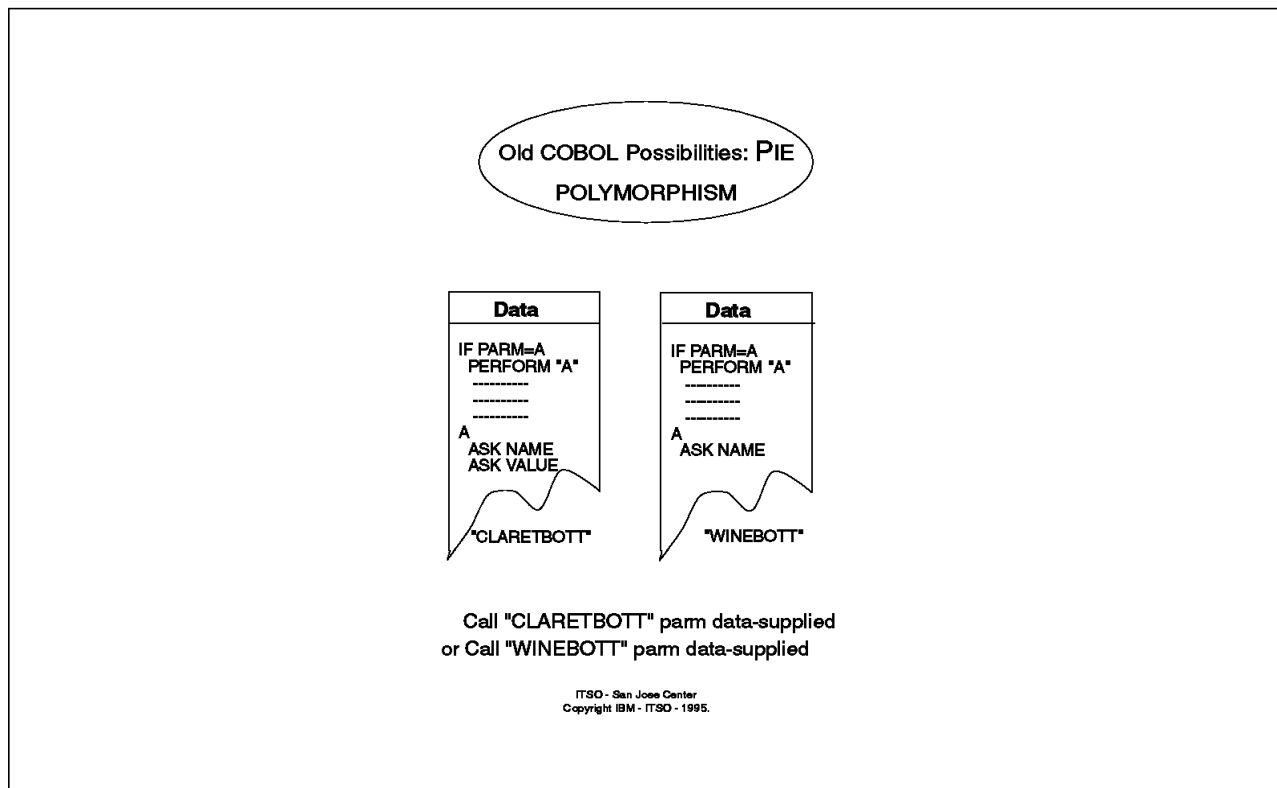 Old COBOL Possibilities: PIE
POLYMORPHISM
Data
IF PARM=A
PERFORM "A"
----------
----------
----------
A
ASK NAME
ASK VALUE
"CLARETBOTT"
Data
IF PARM=A
PERFORM "A"
----------
----------
----------
A
ASK NAME
"WINEBOTT"
Call "CLARETBOTT" parm data-supplied
or Call "WINEBOTT" parm data-supplied
ITSO - San Jose Center
Copyright IBM - ITSO - 1995.